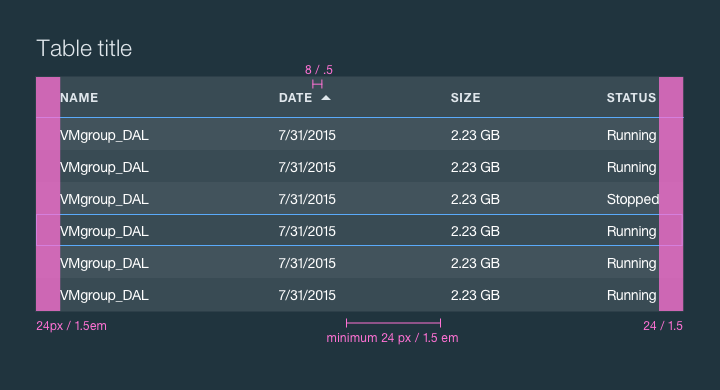 Table title
8 / .5
NAME DATE SIZE STATUS
VMgroup_DAL 7/31/2015 2.23 GB Running
VMgroup_DAL 7/31/2015 2.23 GB Running
VMgroup_DAL 7/31/2015 2.23 GB Stopped
VMgroup_DAL 7/31/2015 2.23 GB Running
VMgroup_DAL 7/31/2015 2.23 GB Running
VMgroup_DAL 7/31/2015 2.23 GB Running
24px / 1.5em 24 / 1.5
minimum 24 px / 1.5 em